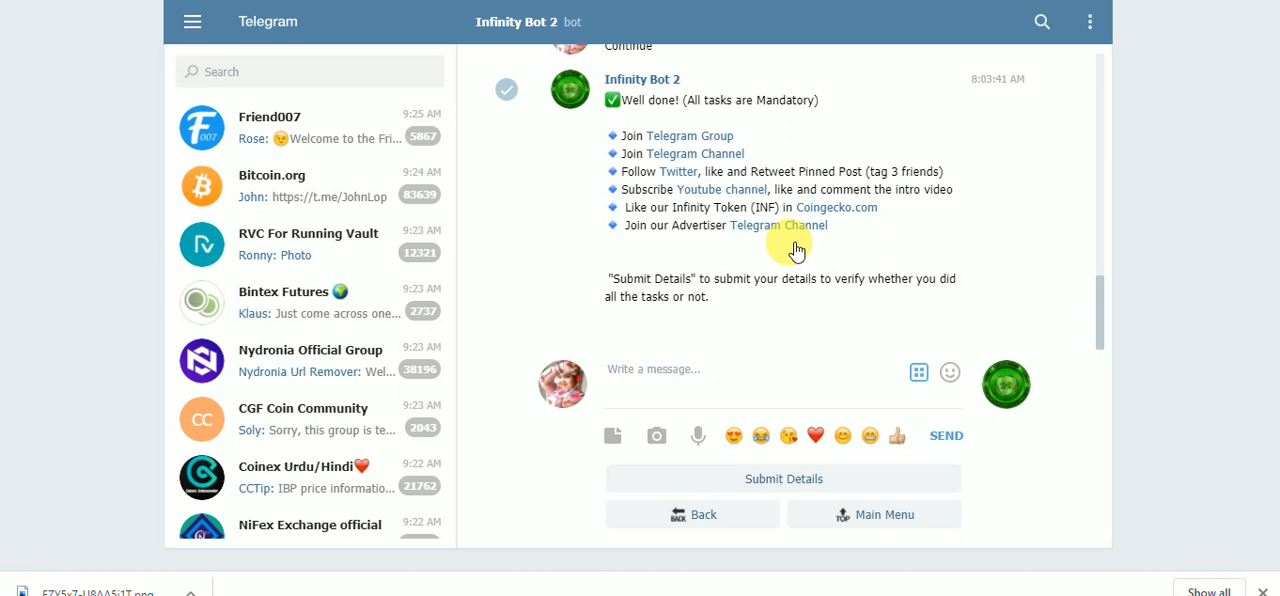 Telegram
Infinity Bot 2 bot
Search
Friend007 9:25 AM
Rose: 😉Welcome to the Fri... 5867
Bitcoin.org 9:24 AM
John: https://t.me/JohnLop 83639
RVC For Running Vault 9:23 AM
Ronny: Photo 12321
Bintex Futures 🌍 9:23 AM
Klaus: Just come across one... 2737
Nydronia Official Group 9:23 AM
Nydronia Url Remover: Wel... 38196
CC
CGF Coin Community 9:23 AM
Soly: Sorry, this group is te... 2043
Coinex Urdu/Hindi❤️ 9:22 AM
CCTip: IBP price informatio... 21762
NiFex Exchange official 9:22 AM
Continue
Infinity Bot 2 8:03:41 AM
✅Well done! (All tasks are Mandatory)
🔹 Join Telegram Group
🔹 Join Telegram Channel
🔹 Follow Twitter, like and Retweet Pinned Post (tag 3 friends)
🔹 Subscribe Youtube channel, like and comment the intro video
🔹 Like our Infinity Token (INF) in Coingecko.com
🔹 Join our Advertiser Telegram Channel
"Submit Details" to submit your details to verify whether you did
all the tasks or not.
Write a message...
SEND
Submit Details
🔙 Back 🔝 Main Menu
Show all